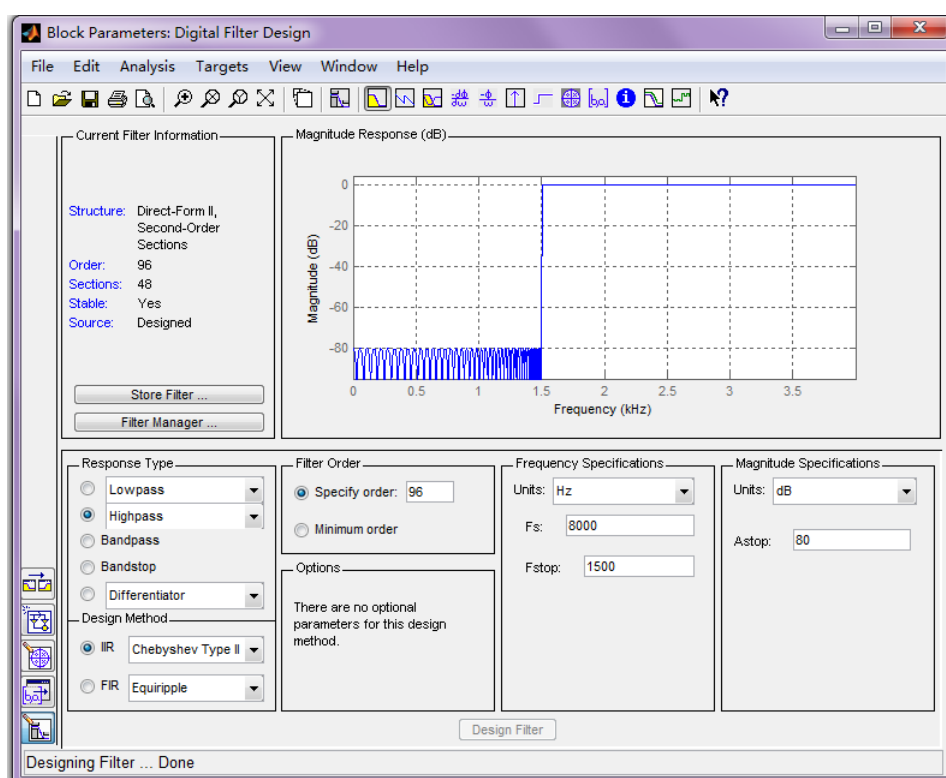 Block Parameters: Digital Filter Design
File Edit Analysis Targets View Window Help
Current Filter Information
Structure: Direct-Form II,
Second-Order
Sections
Order: 96
Sections: 48
Stable: Yes
Source: Designed
Store Filter ...
Filter Manager ...
Magnitude Response (dB)
Magnitude (dB)
0
-20
-40
-60
-80
0 0.5 1 1.5 2 2.5 3 3.5
Frequency (kHz)
Response Type
Lowpass
Highpass
Bandpass
Bandstop
Differentiator
Design Method
IIR Chebyshev Type II
FIR Equiripple
Filter Order
Specify order: 96
Minimum order
Options
There are no optional
parameters for this design
method.
Frequency Specifications
Units: Hz
Fs: 8000
Fstop: 1500
Magnitude Specifications
Units: dB
Astop: 80
Design Filter
Designing Filter ... Done